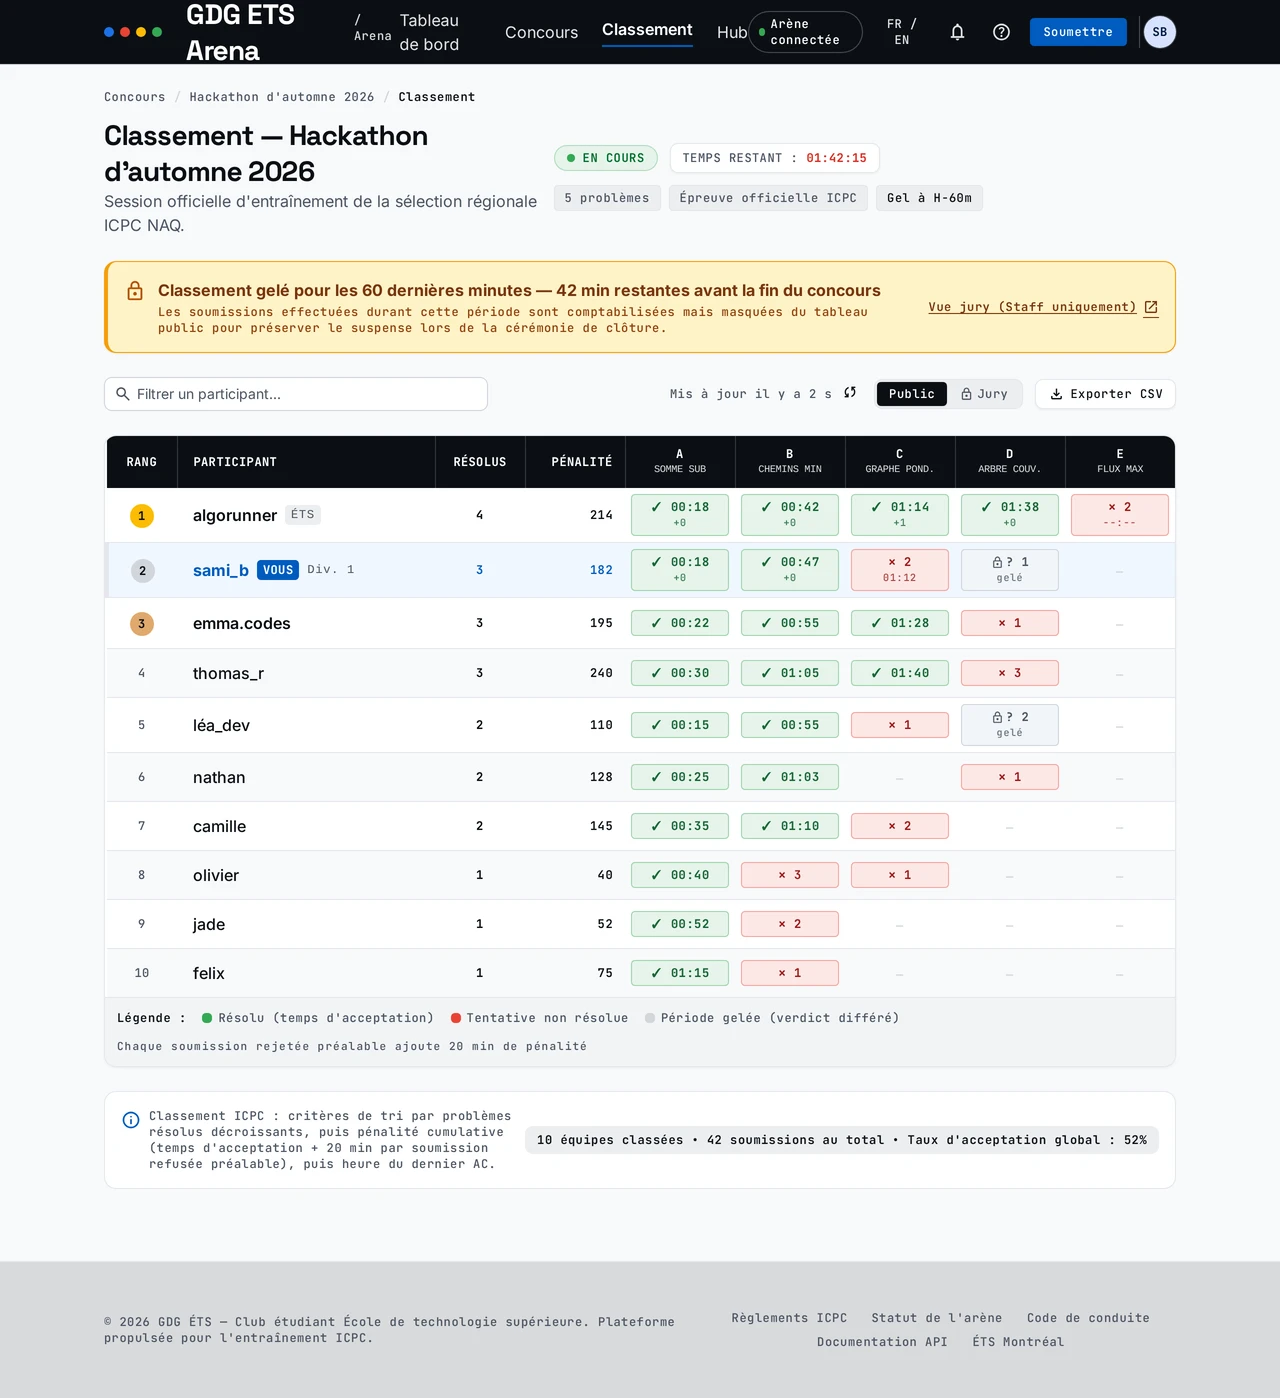 GDG ETS Arena
/ Arena
Tableau de bord
Concours
Classement
Hub
Arène connectée
FR / EN
Soumettre
SB
Concours / Hackathon d'automne 2026 / Classement
Classement — Hackathon
d'automne 2026
Session officielle d'entraînement de la sélection régionale
ICPC NAQ.
EN COURS
TEMPS RESTANT : 01:42:15
5 problèmes
Épreuve officielle ICPC
Gel à H-60m
Classement gelé pour les 60 dernières minutes — 42 min restantes avant la fin du concours
Les soumissions effectuées durant cette période sont comptabilisées mais masquées du tableau
public pour préserver le suspense lors de la cérémonie de clôture.
Vue jury (Staff uniquement)
Filtrer un participant...
Mis à jour il y a 2 s
Public
Jury
Exporter CSV
RANG PARTICIPANT RÉSOLUS PÉNALITÉ A B C D E
SOMME SUB CHEMINS MIN GRAPHE POND. ARBRE COUV. FLUX MAX
1 algorunner ÉTS 4 214 ✓ 00:18 ✓ 00:42 ✓ 01:14 ✓ 01:38 × 2
+0 +0 +1 +0 --:--
2 sami_b VOUS Div. 1 3 182 ✓ 00:18 ✓ 00:47 × 2 ? 1 –
+0 +0 01:12 gelé
3 emma.codes 3 195 ✓ 00:22 ✓ 00:55 ✓ 01:28 × 1 –
4 thomas_r 3 240 ✓ 00:30 ✓ 01:05 ✓ 01:40 × 3 –
5 léa_dev 2 110 ✓ 00:15 ✓ 00:55 × 1 ? 2 –
gelé
6 nathan 2 128 ✓ 00:25 ✓ 01:03 – × 1 –
7 camille 2 145 ✓ 00:35 ✓ 01:10 × 2 – –
8 olivier 1 40 ✓ 00:40 × 3 × 1 – –
9 jade 1 52 ✓ 00:52 × 2 – – –
10 felix 1 75 ✓ 01:15 × 1 – – –
Légende : Résolu (temps d'acceptation) Tentative non résolue Période gelée (verdict différé)
Chaque soumission rejetée préalable ajoute 20 min de pénalité
Classement ICPC : critères de tri par problèmes
résolus décroissants, puis pénalité cumulative
(temps d'acceptation + 20 min par soumission
refusée préalable), puis heure du dernier AC.
10 équipes classées • 42 soumissions au total • Taux d'acceptation global : 52%
© 2026 GDG ÉTS — Club étudiant École de technologie supérieure. Plateforme
propulsée pour l'entraînement ICPC.
Règlements ICPC Statut de l'arène Code de conduite
Documentation API ÉTS Montréal